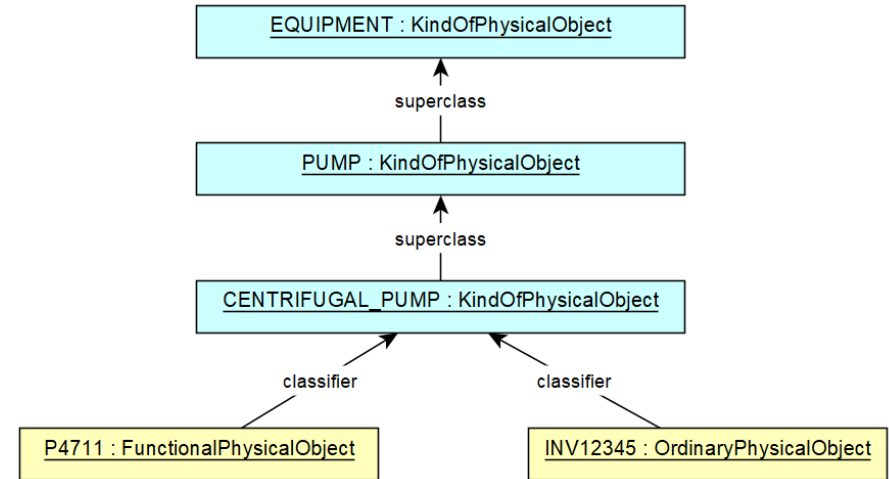 EQUIPMENT : KindOfPhysicalObject
superclass
PUMP : KindOfPhysicalObject
superclass
CENTRIFUGAL_PUMP : KindOfPhysicalObject
classifier
classifier
P4711 : FunctionalPhysicalObject
INV12345 : OrdinaryPhysicalObject